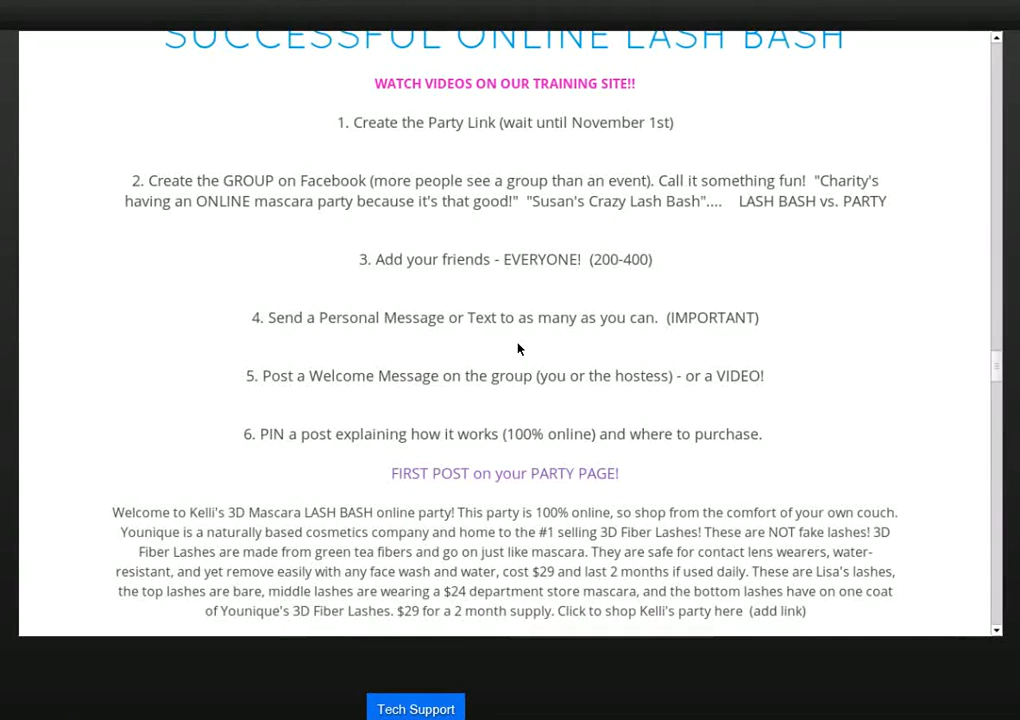 SUCCESSFUL ONLINE LASH BASH
WATCH VIDEOS ON OUR TRAINING SITE!!
1. Create the Party Link (wait until November 1st)
2. Create the GROUP on Facebook (more people see a group than an event). Call it something fun! "Charity's
having an ONLINE mascara party because it's that good!" "Susan's Crazy Lash Bash".... LASH BASH vs. PARTY
3. Add your friends - EVERYONE! (200-400)
4. Send a Personal Message or Text to as many as you can. (IMPORTANT)
5. Post a Welcome Message on the group (you or the hostess) - or a VIDEO!
6. PIN a post explaining how it works (100% online) and where to purchase.
FIRST POST on your PARTY PAGE!
Welcome to Kelli's 3D Mascara LASH BASH online party! This party is 100% online, so shop from the comfort of your own couch.
Younique is a naturally based cosmetics company and home to the #1 selling 3D Fiber Lashes! These are NOT fake lashes! 3D
Fiber Lashes are made from green tea fibers and go on just like mascara. They are safe for contact lens wearers, water-
resistant, and yet remove easily with any face wash and water, cost $29 and last 2 months if used daily. These are Lisa's lashes,
the top lashes are bare, middle lashes are wearing a $24 department store mascara, and the bottom lashes have on one coat
of Younique's 3D Fiber Lashes. $29 for a 2 month supply. Click to shop Kelli's party here (add link)
Tech Support